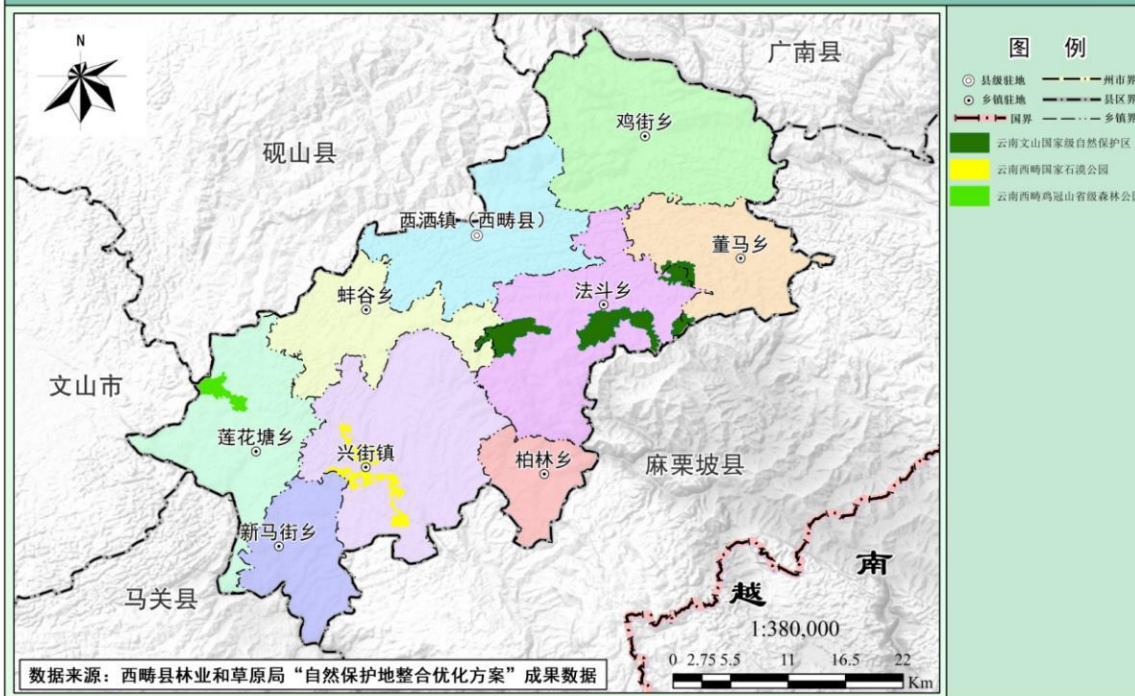 N
广南县
砚山县
鸡街乡
西洒镇（西畴县）
董马乡
蚌谷乡
法斗乡
文山市
莲花塘乡
兴街镇
柏林乡
麻栗坡县
新马街乡
马关县
越
南
1:380,000
0 2.75 5.5 11 16.5 22
Km
数据来源：西畴县林业和草原局“自然保护地整合优化方案”成果数据
图 例
县级驻地 州市界
乡镇驻地 县区界
国界 乡镇界
云南文山国家级自然保护区
云南西畴国家石漠公园
云南西畴鸡冠山省级森林公